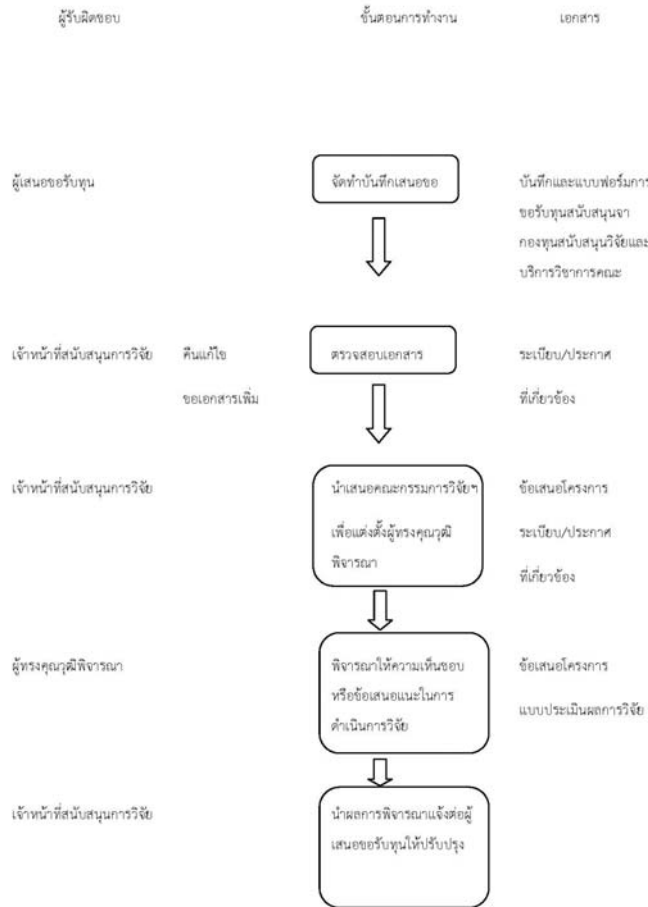 ผู้รับผิดชอบ ขั้นตอนการทำงาน เอกสาร
ผู้เสนอขอรับทุน จัดทำบันทึกเสนอขอ บันทึกและแบบฟอร์มการ
ขอรับทุนสนับสนุนจา
กองทุนสนับสนุนวิจัยและ
บริการวิชาการคณะ
เจ้าหน้าที่สนับสนุนการวิจัย คืนแก้ไข ตรวจสอบเอกสาร ระเบียบ/ประกาศ
ขอเอกสารเพิ่ม ที่เกี่ยวข้อง
เจ้าหน้าที่สนับสนุนการวิจัย นำเสนอคณะกรรมการวิจัยฯ ข้อเสนอโครงการ
เพื่อแต่งตั้งผู้ทรงคุณวุฒิ ระเบียบ/ประกาศ
พิจารณา
ที่เกี่ยวข้อง
ผู้ทรงคุณวุฒิพิจารณา พิจารณาให้ความเห็นชอบ ข้อเสนอโครงการ
หรือข้อเสนอแนะในการ
แบบประเมินผลการวิจัย
ดำเนินการวิจัย
เจ้าหน้าที่สนับสนุนการวิจัย นำผลการพิจารณาแจ้งต่อผู้
เสนอขอรับทุนให้ปรับปรุง